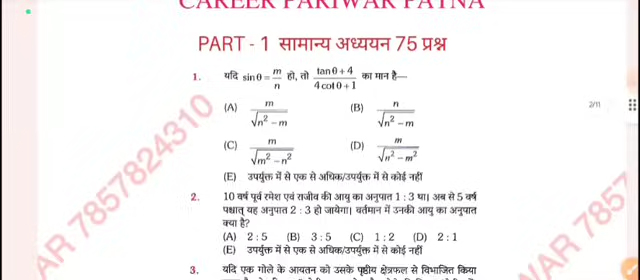 CAREER PARIWAR PATNA
PART - 1 सामान्य अध्ययन 75 प्रश्न
1. यदि sin θ = m/n हो, तो (tan θ + 4)/(4 cot θ + 1) का मान है—
(A) m/√(n² − m) (B) n/√(n² − m)
(C) m/√(m² − n²) (D) m/√(n² − m²)
(E) उपर्युक्त में से एक से अधिक/उपर्युक्त में से कोई नहीं
2. 10 वर्ष पूर्व रमेश एवं राजीव की आयु का अनुपात 1 : 3 था। अब से 5 वर्ष
पश्चात् यह अनुपात 2 : 3 हो जायेगा। वर्तमान में उनकी आयु का अनुपात
क्या है?
(A) 2 : 5 (B) 3 : 5 (C) 1 : 2 (D) 2 : 1
(E) उपर्युक्त में से एक से अधिक/उपर्युक्त में से कोई नहीं
3. यदि एक गोले के आयतन को उसके पृष्ठीय क्षेत्रफल से विभाजित किया
2/11
AR 7857824310
WAR 7857